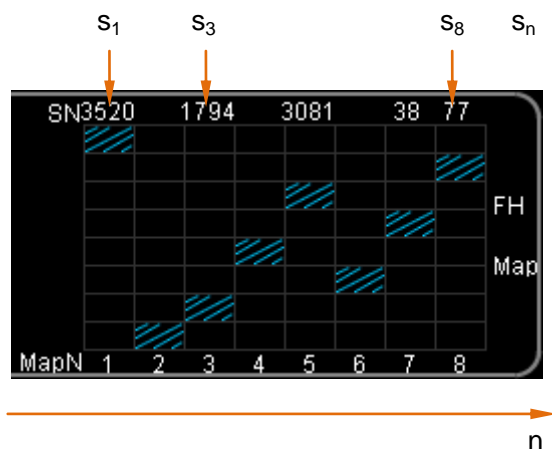 s₁ s₃ s₈ sₙ
SN3520 1794 3081 38 77
FH
Map
MapN 1 2 3 4 5 6 7 8
n